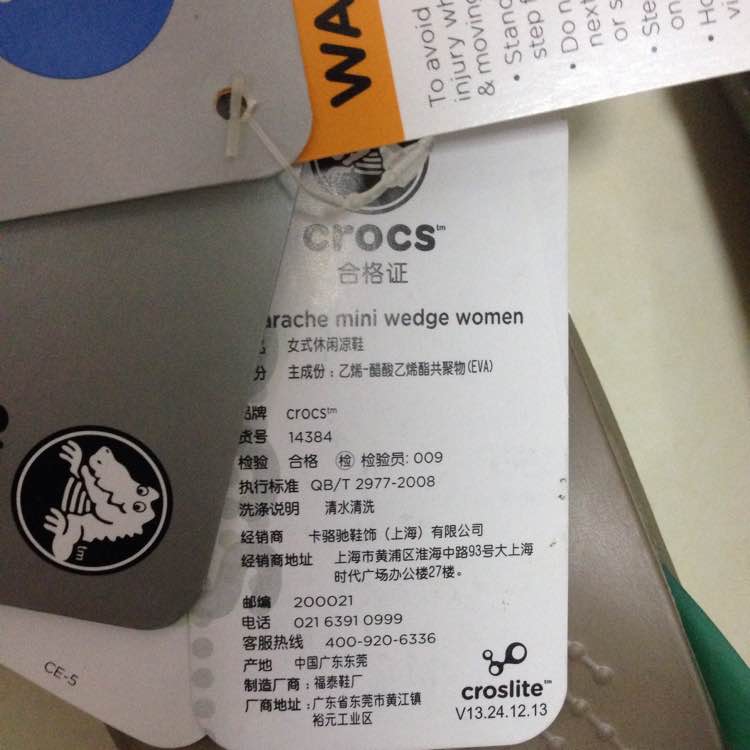 WA
To avoid
injury wh
& moving
• Stand
step f
• Do n
next
or s
• Ste
on
• Ho
vi
crocs™
合格证
arache mini wedge women
女式休闲凉鞋
分 主成份：乙烯-醋酸乙烯酯共聚物(EVA)
品牌 crocs™
货号 14384
检验 合格 检 检验员: 009
执行标准 QB/T 2977-2008
洗涤说明 清水清洗
经销商 卡骆驰鞋饰（上海）有限公司
经销商地址 上海市黄浦区淮海中路93号大上海
时代广场办公楼27楼。
邮编 200021
电话 021 6391 0999
客服热线 400-920-6336
产地 中国广东东莞
制造厂商：福泰鞋厂
厂商地址：广东省东莞市黄江镇
裕元工业区
croslite™
V13.24.12.13
CE-5